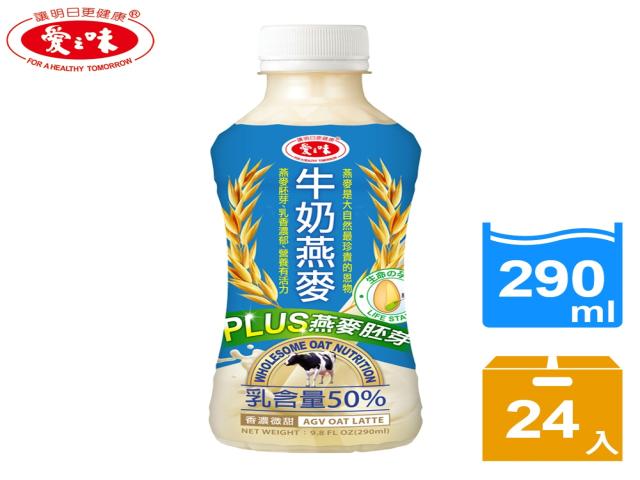 讓明日更健康®
愛之味
FOR A HEALTHY TOMORROW
讓明日更健康
愛之味
FOR A HEALTHY TOMORROW
牛奶燕麥
燕麥是大自然最珍貴的恩物
燕麥胚芽、乳香濃郁、營養有活力
生命の
LIFE STA
PLUS燕麥胚芽
WHOLESOME OAT NUTRITION
乳含量50%
香濃微甜 AGV OAT LATTE
NET WEIGHT：9.8 FL OZ(290ml)
290
ml
24入